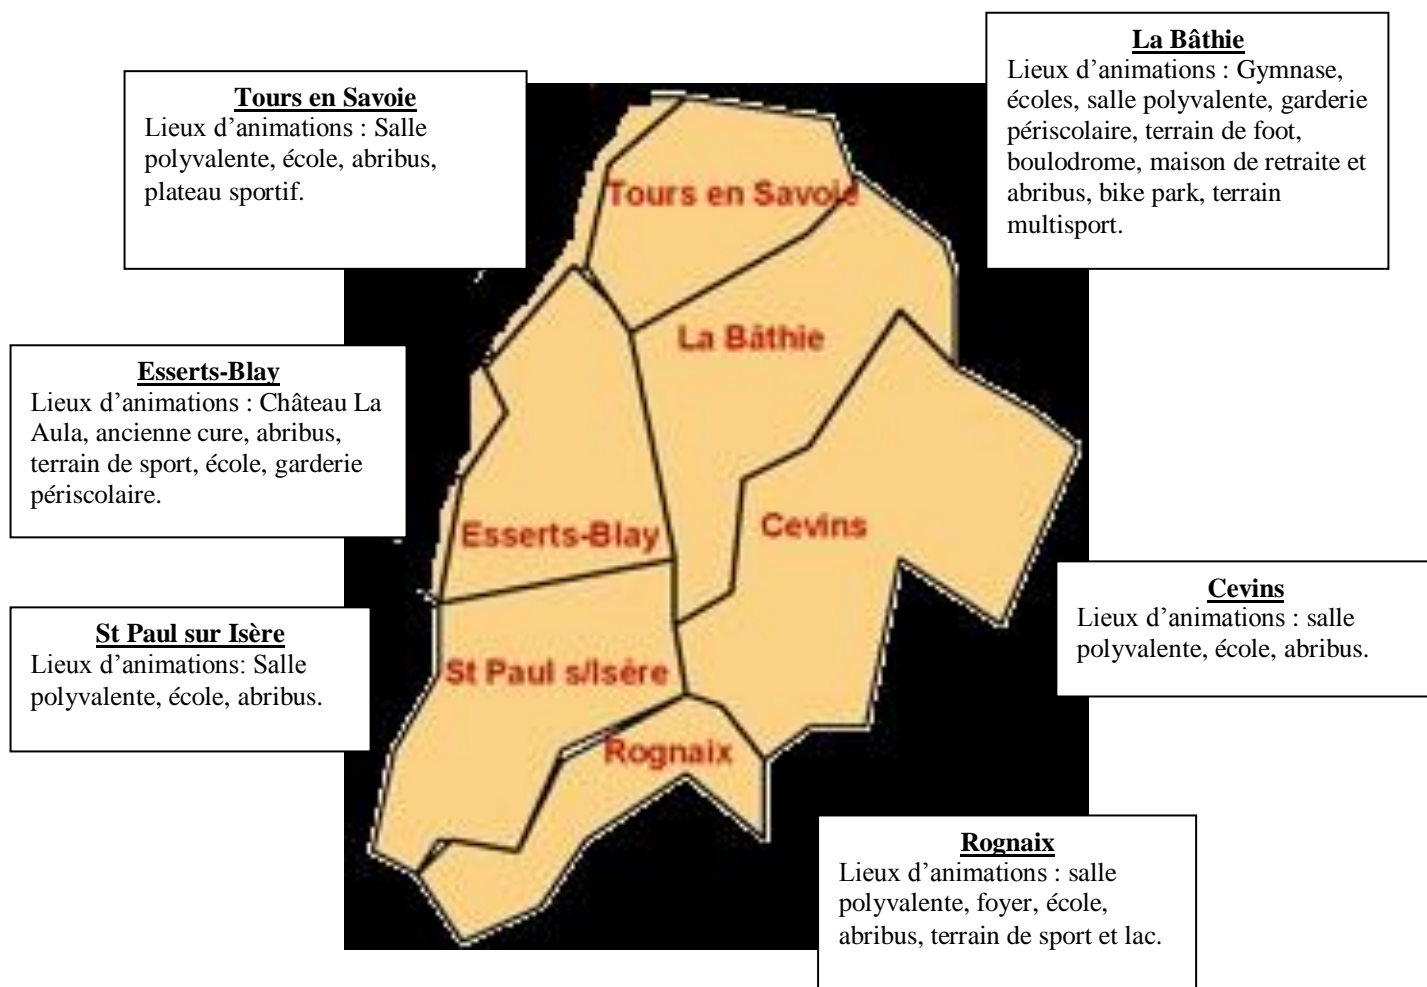 La Bâthie
Lieux d’animations : Gymnase,
écoles, salle polyvalente, garderie
périscolaire, terrain de foot,
boulodrome, maison de retraite et
abribus, bike park, terrain
multisport.
Tours en Savoie
Lieux d’animations : Salle
polyvalente, école, abribus,
plateau sportif.
Tours en Savoie
La Bâthie
Esserts-Blay
Lieux d’animations : Château La
Aula, ancienne cure, abribus,
terrain de sport, école, garderie
périscolaire.
Esserts-Blay
Cevins
Cevins
Lieux d’animations : salle
polyvalente, école, abribus.
St Paul sur Isère
Lieux d’animations: Salle
polyvalente, école, abribus.
St Paul s/Isère
Rognaix
Rognaix
Lieux d’animations : salle
polyvalente, foyer, école,
abribus, terrain de sport et lac.